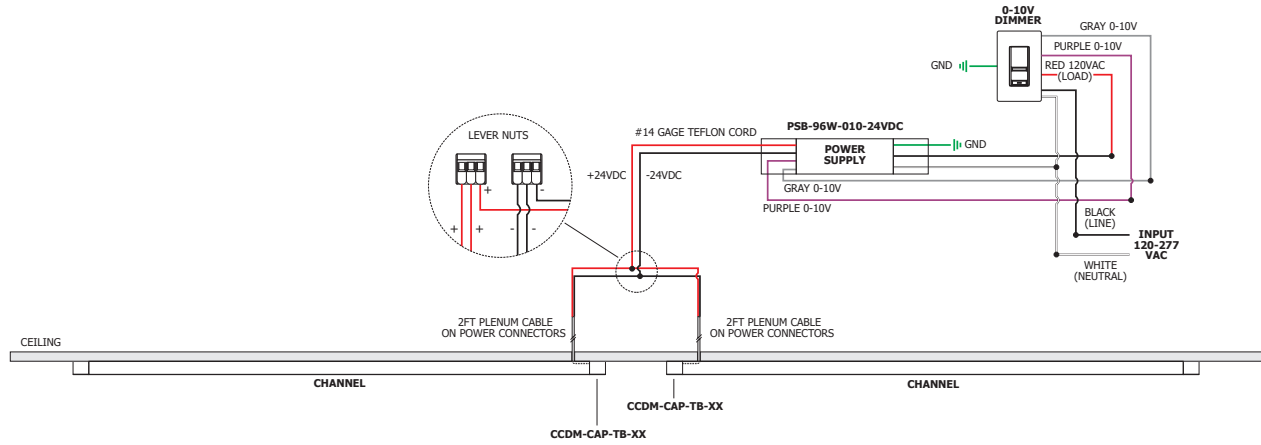 0-10V
DIMMER
GRAY 0-10V
PURPLE 0-10V
GND
RED 120VAC
(LOAD)
LEVER NUTS
#14 GAGE TEFLON CORD
PSB-96W-010-24VDC
POWER
SUPPLY
GND
+24VDC
-24VDC
GRAY 0-10V
PURPLE 0-10V
+
-
+ +
- -
BLACK
(LINE)
INPUT
120-277
VAC
WHITE
(NEUTRAL)
2FT PLENUM CABLE
ON POWER CONNECTORS
2FT PLENUM CABLE
ON POWER CONNECTORS
CEILING
CHANNEL
CHANNEL
CCDM-CAP-TB-XX
CCDM-CAP-TB-XX